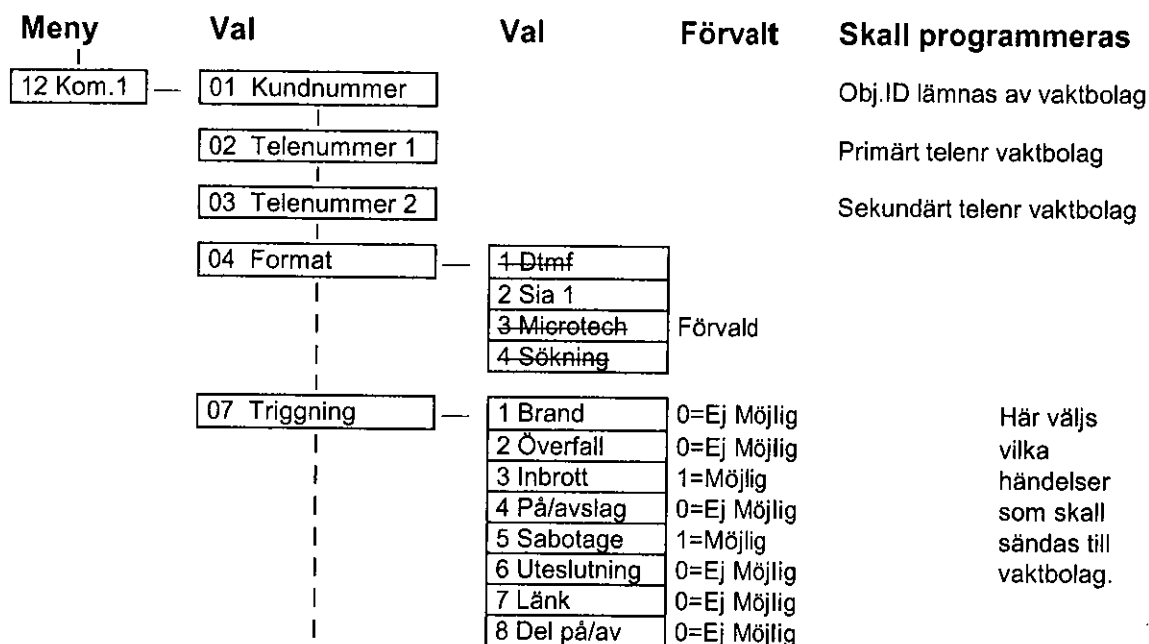 Meny Val Val Förvalt Skall programmeras
12 Kom.1 01 Kundnummer Obj.ID lämnas av vaktbolag
02 Telenummer 1 Primärt telenr vaktbolag
03 Telenummer 2 Sekundärt telenr vaktbolag
04 Format 1 Dtmf
2 Sia 1
3 Microtech Förvald
4 Sökning
07 Triggning 1 Brand 0=Ej Möjlig Här väljs
2 Överfall 0=Ej Möjlig vilka
3 Inbrott 1=Möjlig händelser
4 På/avslag 0=Ej Möjlig som skall
5 Sabotage 1=Möjlig sändas till
6 Uteslutning 0=Ej Möjlig vaktbolag.
7 Länk 0=Ej Möjlig
8 Del på/av 0=Ej Möjlig